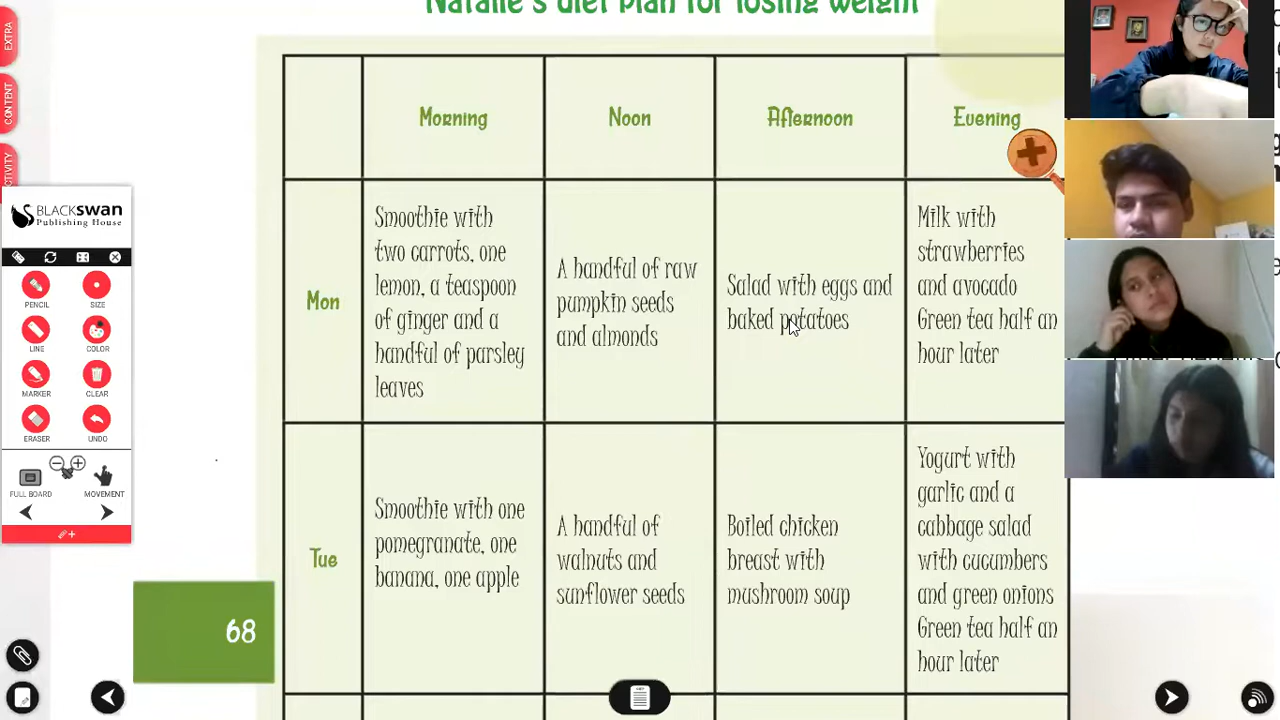 Natalie's diet plan for losing weight
Morning
Noon
Afternoon
Evening
Mon
Smoothie with
two carrots, one
lemon, a teaspoon
of ginger and a
handful of parsley
leaves
A handful of raw
pumpkin seeds
and almonds
Salad with eggs and
baked potatoes
Milk with
strawberries
and avocado
Green tea half an
hour later
Tue
Smoothie with one
pomegranate, one
banana, one apple
A handful of
walnuts and
sunflower seeds
Boiled chicken
breast with
mushroom soup
Yogurt with
garlic and a
cabbage salad
with cucumbers
and green onions
Green tea half an
hour later
68
EXTRA
CONTENT
CTIVITY
BLACKSWAN
Publishing House
PENCIL
SIZE
LINE
COLOR
MARKER
CLEAR
ERASER
UNDO
FULL BOARD
MOVEMENT